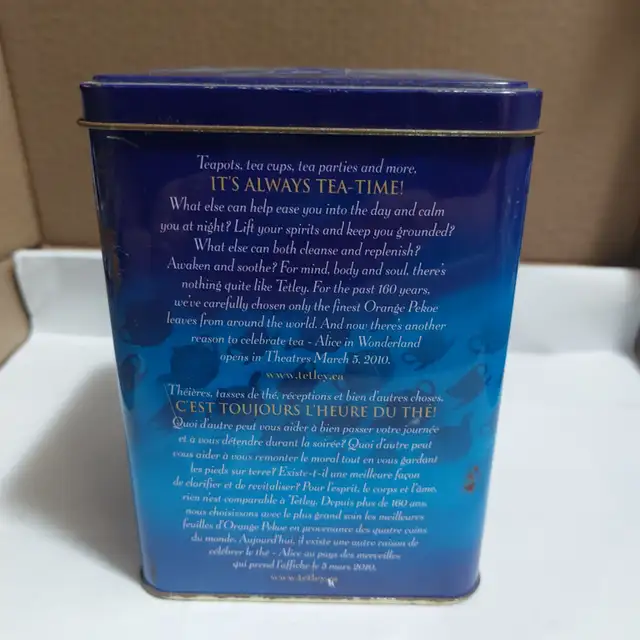 Teapots, tea cups, tea parties and more.
IT'S ALWAYS TEA-TIME!
What else can help ease you into the day and calm
you at night? Lift your spirits and keep you grounded?
What else can both cleanse and replenish?
Awaken and soothe? For mind, body and soul, there's
nothing quite like Tetley. For the past 160 years,
we've carefully chosen only the finest Orange Pekoe
leaves from around the world. And now there's another
reason to celebrate tea - Alice in Wonderland
opens in Theatres March 5, 2010.
www.tetley.ca
Théières, tasses de thé, réceptions et bien d'autres choses.
C'EST TOUJOURS L'HEURE DU THÉ!
Quoi d'autre peut vous aider à bien passer votre journée
et à vous détendre durant la soirée? Quoi d'autre peut
vous aider à vous remonter le moral tout en vous gardant
les pieds sur terre? Existe-t-il une meilleure façon
de clarifier et de revitaliser? Pour l'esprit, le corps et l'âme,
rien n'est comparable à Tetley. Depuis plus de 160 ans,
nous choisissons avec le plus grand soin les meilleures
feuilles d'Orange Pekoe en provenance des quatre coins
du monde. Aujourd'hui, il existe une autre raison de
célébrer le thé - Alice au pays des merveilles
qui prend l'affiche le 5 mars 2010.
www.tetley.ca